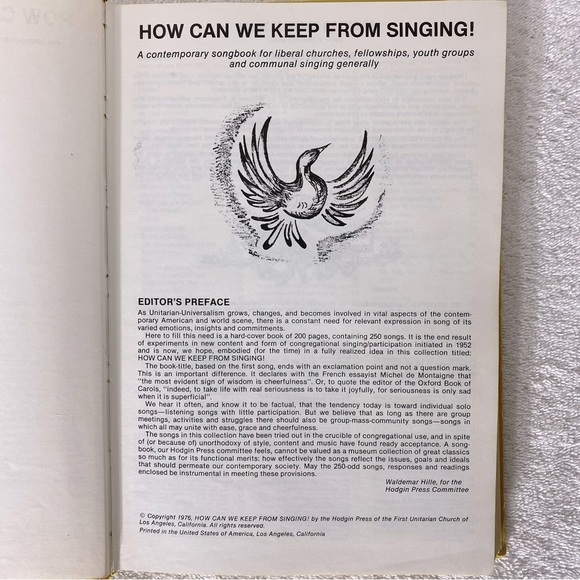 HOW CAN WE KEEP FROM SINGING!
A contemporary songbook for liberal churches, fellowships, youth groups
and communal singing generally
EDITOR'S PREFACE
As Unitarian-Universalism grows, changes, and becomes involved in vital aspects of the contem-
porary American and world scene, there is a constant need for relevant expression in song of its
varied emotions, insights and commitments.
Here to fill this need is a hard-cover book of 200 pages, containing 250 songs. It is the end result
of experiments in new content and form of congregational singing/participation initiated in 1952
and is now, we hope, embodied (for the time) in a fully realized idea in this collection titled:
HOW CAN WE KEEP FROM SINGING!
The book-title, based on the first song, ends with an exclamation point and not a question mark.
This is an important difference. It declares with the French essayist Michel de Montaigne that
"the most evident sign of wisdom is cheerfulness". Or, to quote the editor of the Oxford Book of
Carols, "indeed, to take life with real seriousness is to take it joyfully, for seriousness is only sad
when it is superficial".
We hear it often, and know it to be factual, that the tendency today is toward individual solo
songs—listening songs with little participation. But we believe that as long as there are group
meetings, activities and struggles there should also be group-mass-community songs—songs in
which all may unite with ease, grace and cheerfulness.
The songs in this collection have been tried out in the crucible of congregational use, and in spite
of (or because of) unorthodoxy of style, content and music have found ready acceptance. A song-
book, our Hodgin Press committee feels, cannot be valued as a museum collection of great classics
so much as for its functional merits: how effectively the songs reflect the issues, goals and ideals
that should permeate our contemporary society. May the 250-odd songs, responses and readings
enclosed be instrumental in meeting these provisions.
Waldemar Hille, for the
Hodgin Press Committee
© Copyright 1976, HOW CAN WE KEEP FROM SINGING! by the Hodgin Press of the First Unitarian Church of
Los Angeles, California. All rights reserved.
Printed in the United States of America, Los Angeles, California